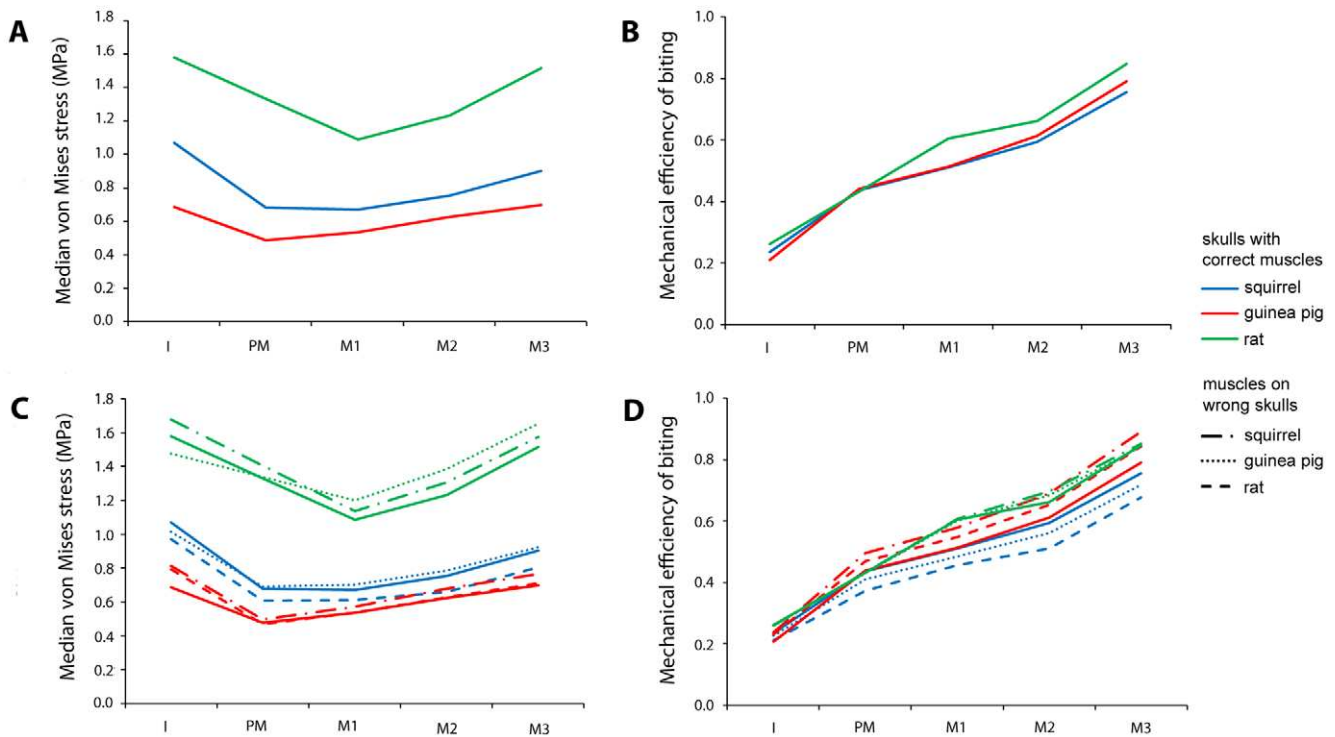 A
Median von Mises stress (MPa)
1.8
1.6
1.4
1.2
1.0
0.8
0.6
0.4
0.2
0.0
I PM M1 M2 M3
B
Mechanical efficiency of biting
1.0
0.8
0.6
0.4
0.2
0.0
I PM M1 M2 M3
skulls with
correct muscles
squirrel
guinea pig
rat
muscles on
wrong skulls
squirrel
guinea pig
rat
C
Median von Mises stress (MPa)
1.8
1.6
1.4
1.2
1.0
0.8
0.6
0.4
0.2
0.0
I PM M1 M2 M3
D
Mechanical efficiency of biting
1.0
0.8
0.6
0.4
0.2
0.0
I PM M1 M2 M3